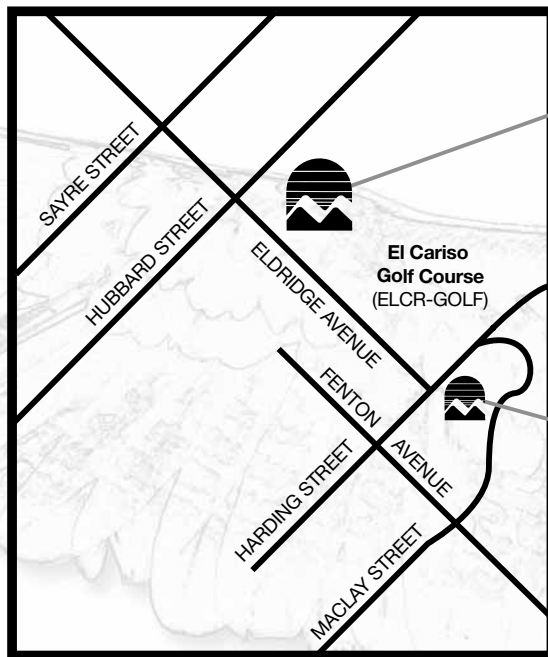 SAYRE STREET
HUBBARD STREET
ELDRIDGE AVENUE
El Cariso
Golf Course
(ELCR-GOLF)
FENTON
AVENUE
HARDING STREET
MACLAY STREET